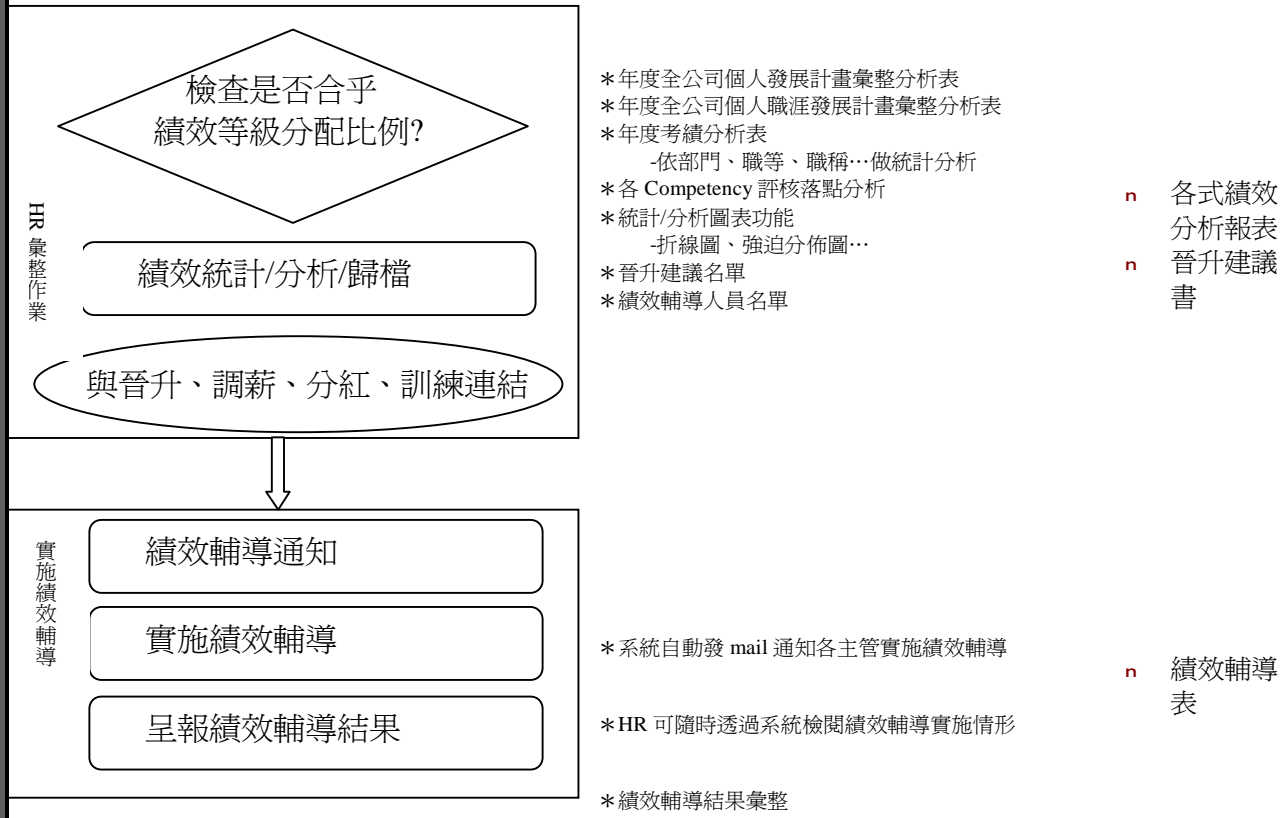 檢查是否合乎
績效等級分配比例?
HR 彙整作業
績效統計/分析/歸檔
與晉升、調薪、分紅、訓練連結
＊年度全公司個人發展計畫彙整分析表
＊年度全公司個人職涯發展計畫彙整分析表
＊年度考績分析表
-依部門、職等、職稱…做統計分析
＊各 Competency 評核落點分析
＊統計/分析圖表功能
-折線圖、強迫分佈圖…
＊晉升建議名單
＊績效輔導人員名單
n 各式績效
分析報表
n 晉升建議
書
實施績效輔導
績效輔導通知
實施績效輔導
呈報績效輔導結果
＊系統自動發 mail 通知各主管實施績效輔導
＊HR 可隨時透過系統檢閱績效輔導實施情形
＊績效輔導結果彙整
n 績效輔導
表